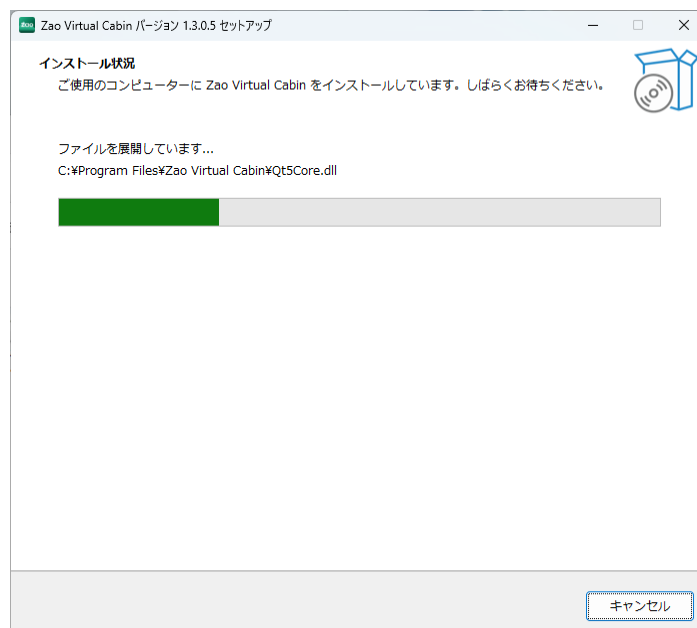 Zao Virtual Cabin バージョン 1.3.0.5 セットアップ
インストール状況
ご使用のコンピューターに Zao Virtual Cabin をインストールしています。しばらくお待ちください。
ファイルを展開しています...
C:¥Program Files¥Zao Virtual Cabin¥Qt5Core.dll
キャンセル